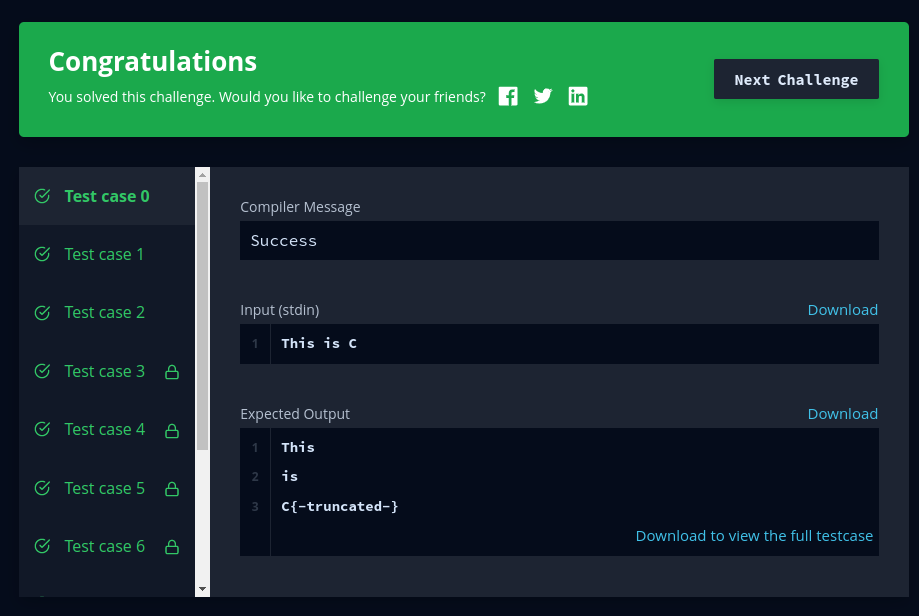 Congratulations
You solved this challenge. Would you like to challenge your friends?
Next Challenge
Test case 0
Test case 1
Test case 2
Test case 3
Test case 4
Test case 5
Test case 6
Compiler Message
Success
Input (stdin)
Download
1 This is C
Expected Output
Download
1 This
2 is
3 C{-truncated-}
Download to view the full testcase